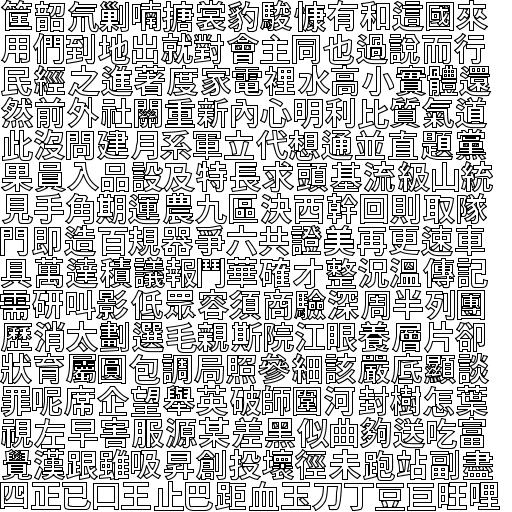 筐韶氘剿喃搪裳豹駿慷有和這國來
用們到地出就對會主同也過說而行
民經之進著度家電裡水高小實體還
然前外社關重新內心明利比質氣道
此沒問建月系軍立代想通並直題黨
果員入品設及特長求頭基流級山統
見手角期運農九區決西幹回則取隊
門即造百規器爭六共證美再更速車
具萬達積議報鬥華確才整況溫傳記
需研叫影低眾容須商驗深周半列團
歷消太劃選毛親斯院江眼養層片卻
狀育屬圓包調局照參細該嚴底顯談
罪呢席企望舉英破師圍河封樹怎葉
視左早害服源某差黑似曲夠送吃富
覺漢跟雖吸昇創投壞徑未跑站副盡
四正已口王止巴距血玉刀丁豆巨旺哩